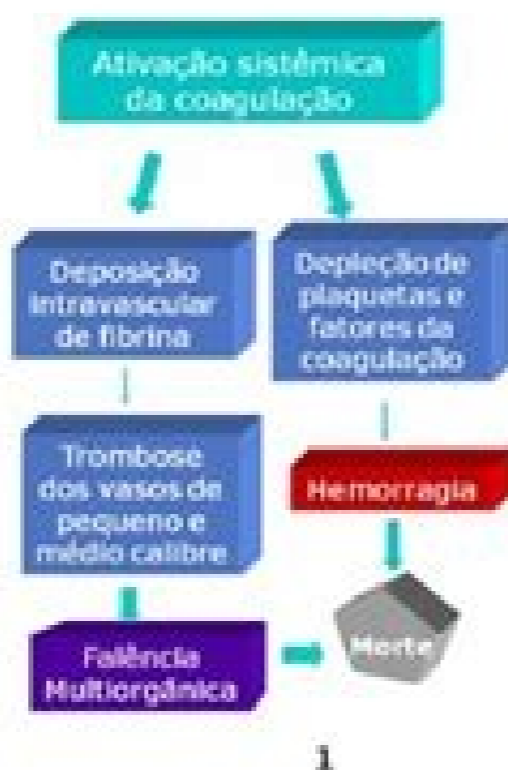 Ativação sistêmica
da coagulação
Deposição
intravascular
de fibrina
Depleção de
plaquetas e
fatores da
coagulação
Trombose
dos vasos de
pequeno e
médio calibre
Hemorragia
Falência
Multiorgânica
Morte
1